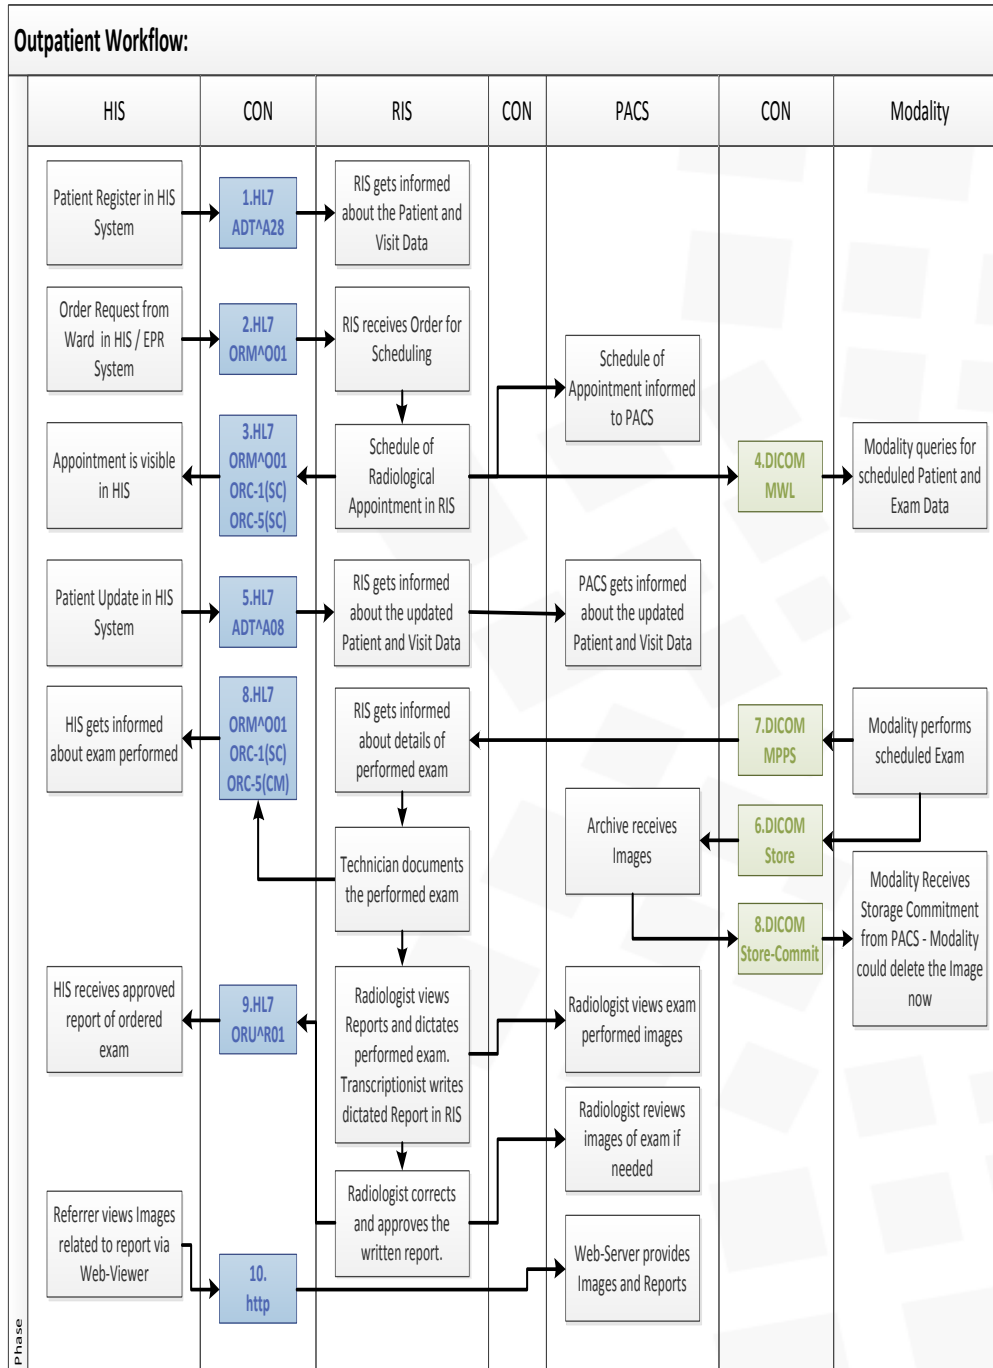 Outpatient Workflow:
HIS
CON
RIS
CON
PACS
CON
Modality
Patient Register in HIS
System
1.HL7
ADT^A28
RIS gets informed
about the Patient and
Visit Data
Order Request from
Ward in HIS / EPR
System
2.HL7
ORM^O01
RIS receives Order for
Scheduling
Schedule of
Appointment informed
to PACS
Appointment is visible
in HIS
3.HL7
ORM^O01
ORC-1(SC)
ORC-5(SC)
Schedule of
Radiological
Appointment in RIS
4.DICOM
MWL
Modality queries for
scheduled Patient and
Exam Data
Patient Update in HIS
System
5.HL7
ADT^A08
RIS gets informed
about the updated
Patient and Visit Data
PACS gets informed
about the updated
Patient and Visit Data
HIS gets informed
about exam performed
8.HL7
ORM^O01
ORC-1(SC)
ORC-5(CM)
RIS gets informed
about details of
performed exam
7.DICOM
MPPS
Modality performs
scheduled Exam
Archive receives
Images
6.DICOM
Store
Technician documents
the performed exam
8.DICOM
Store-Commit
Modality Receives
Storage Commitment
from PACS - Modality
could delete the Image
now
HIS receives approved
report of ordered
exam
9.HL7
ORU^R01
Radiologist views
Reports and dictates
performed exam.
Transcriptionist writes
dictated Report in RIS
Radiologist views exam
performed images
Radiologist reviews
images of exam if
needed
Radiologist corrects
and approves the
written report.
Referrer views Images
related to report via
Web-Viewer
10.
http
Web-Server provides
Images and Reports
Phase